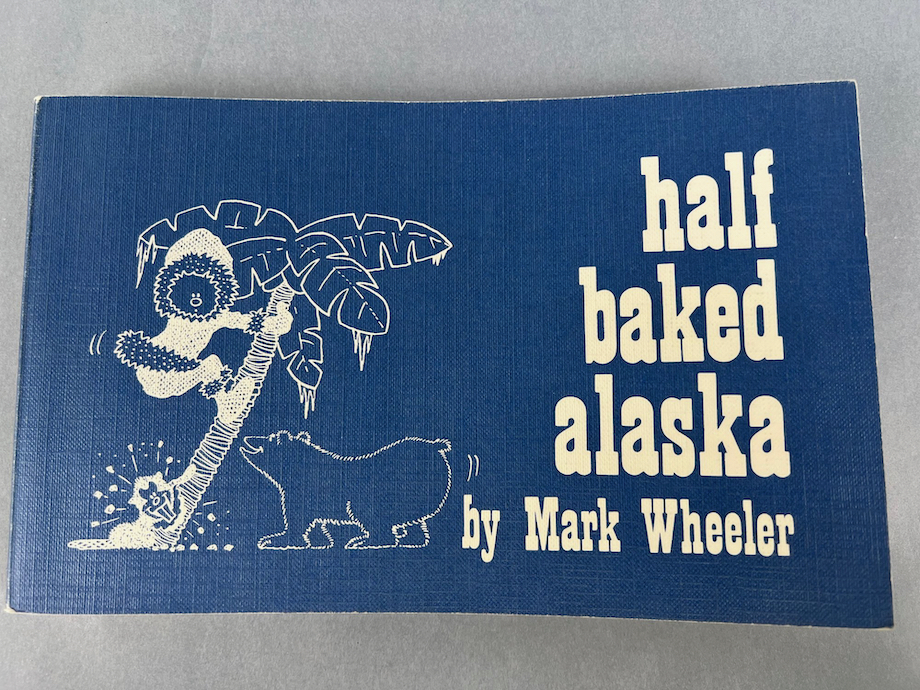 half
baked
alaska
by Mark Wheeler